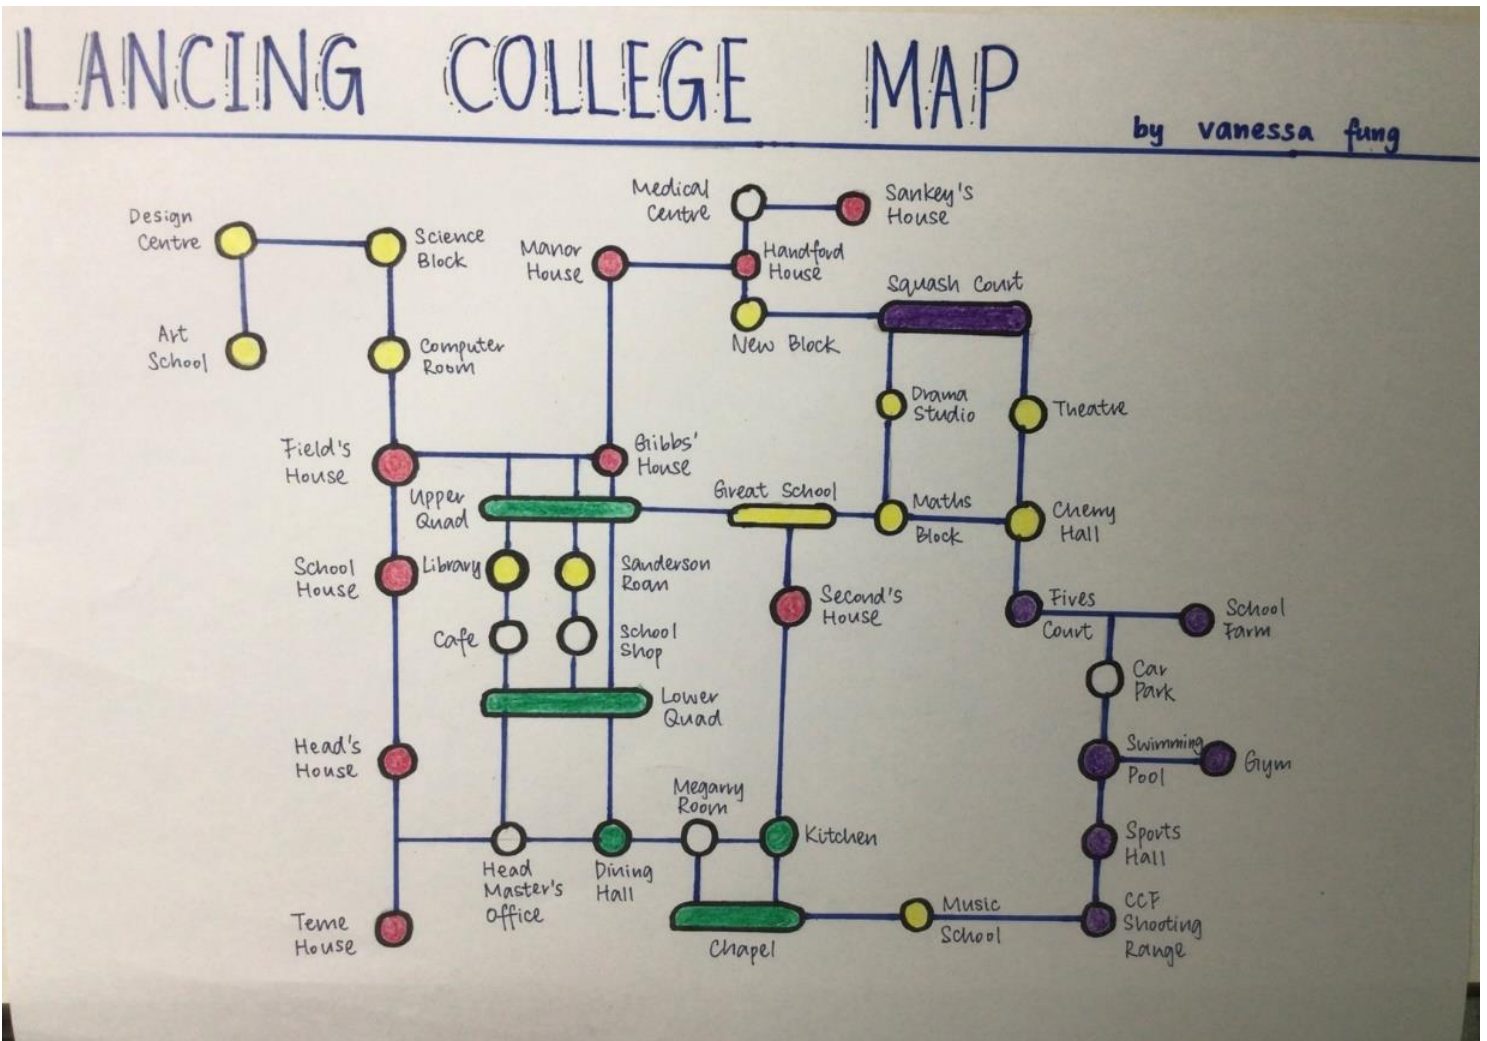 LANCING COLLEGE MAP
by vanessa fung
Medical
Centre
Sankey's
House
Design
Centre
Science
Block
Manor
House
Handford
House
Squash Court
Art
School
Computer
Room
New Block
Drama
Studio
Theatre
Field's
House
Gibbs'
House
Upper
Quad
Great School
Maths
Block
Cherry
Hall
School
House
Library
Sanderson
Room
Second's
House
Fives
Court
School
Farm
Cafe
School
Shop
Car
Park
Lower
Quad
Head's
House
Swimming
Pool
Gym
Megarry
Room
Kitchen
Sports
Hall
Head
Master's
Office
Dining
Hall
Teme
House
Chapel
Music
School
CCF
Shooting
Range